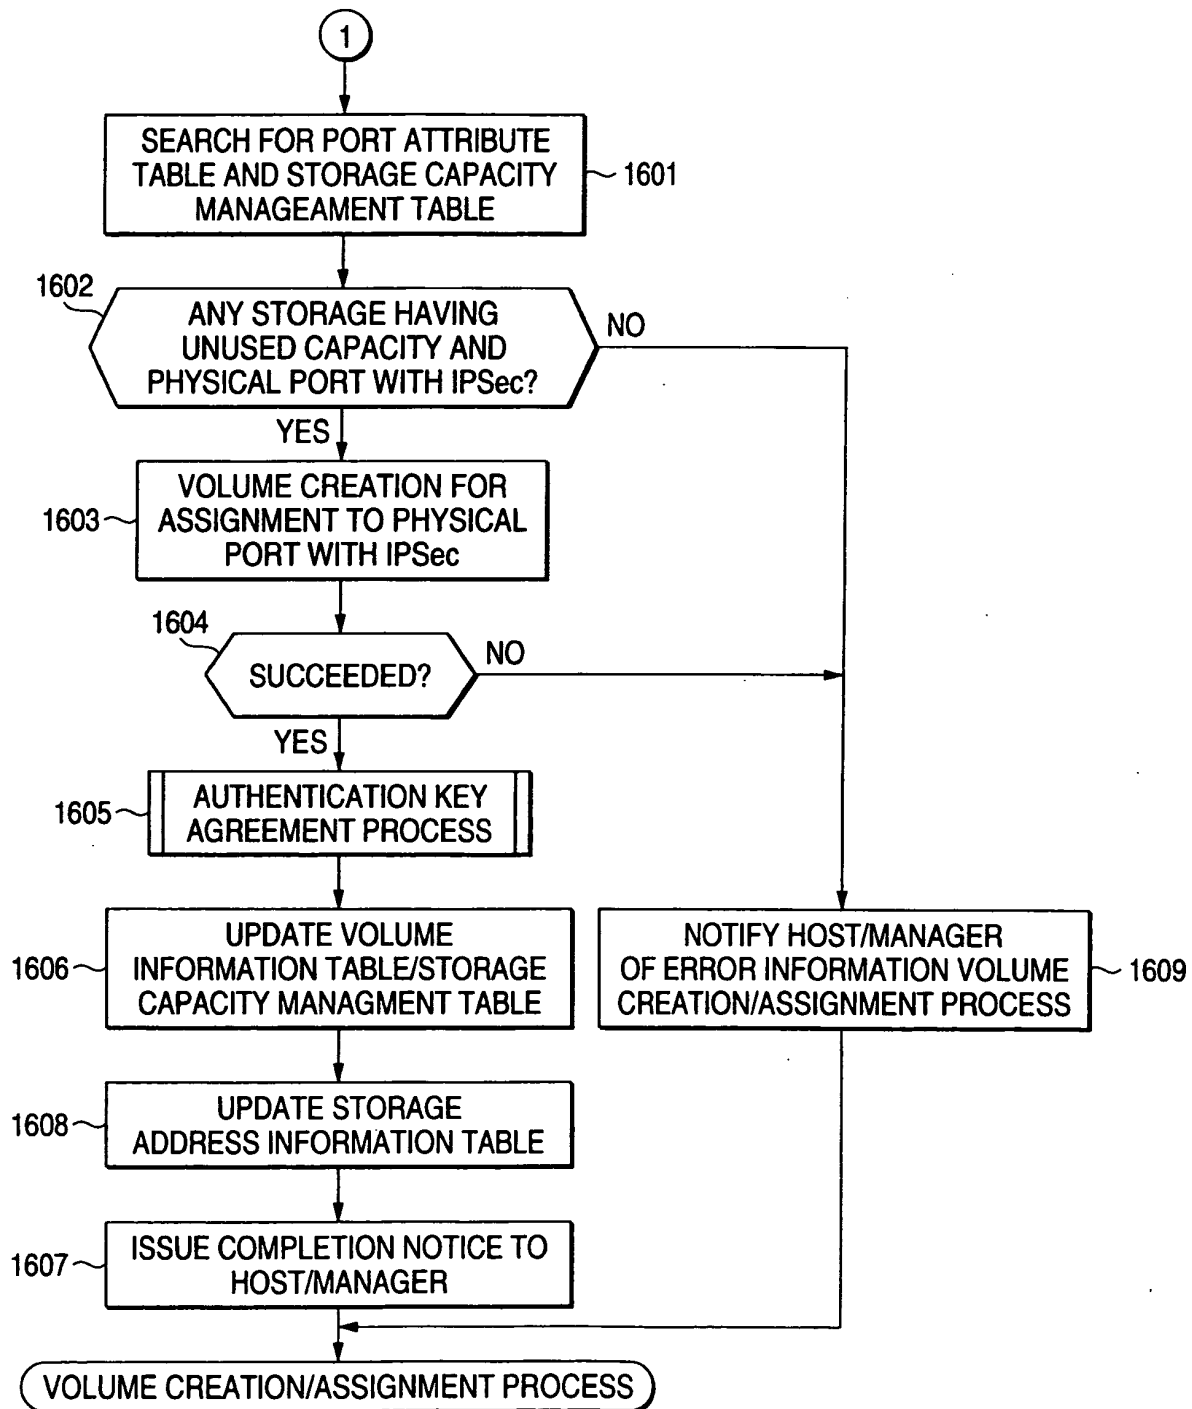 1
SEARCH FOR PORT ATTRIBUTE
TABLE AND STORAGE CAPACITY
MANAGEAMENT TABLE
1601
1602
ANY STORAGE HAVING
UNUSED CAPACITY AND
PHYSICAL PORT WITH IPSec?
NO
YES
VOLUME CREATION FOR
ASSIGNMENT TO PHYSICAL
PORT WITH IPSec
1603
1604
SUCCEEDED?
NO
YES
1605
AUTHENTICATION KEY
AGREEMENT PROCESS
1606
UPDATE VOLUME
INFORMATION TABLE/STORAGE
CAPACITY MANAGMENT TABLE
NOTIFY HOST/MANAGER
OF ERROR INFORMATION VOLUME
CREATION/ASSIGNMENT PROCESS
1609
1608
UPDATE STORAGE
ADDRESS INFORMATION TABLE
1607
ISSUE COMPLETION NOTICE TO
HOST/MANAGER
VOLUME CREATION/ASSIGNMENT PROCESS